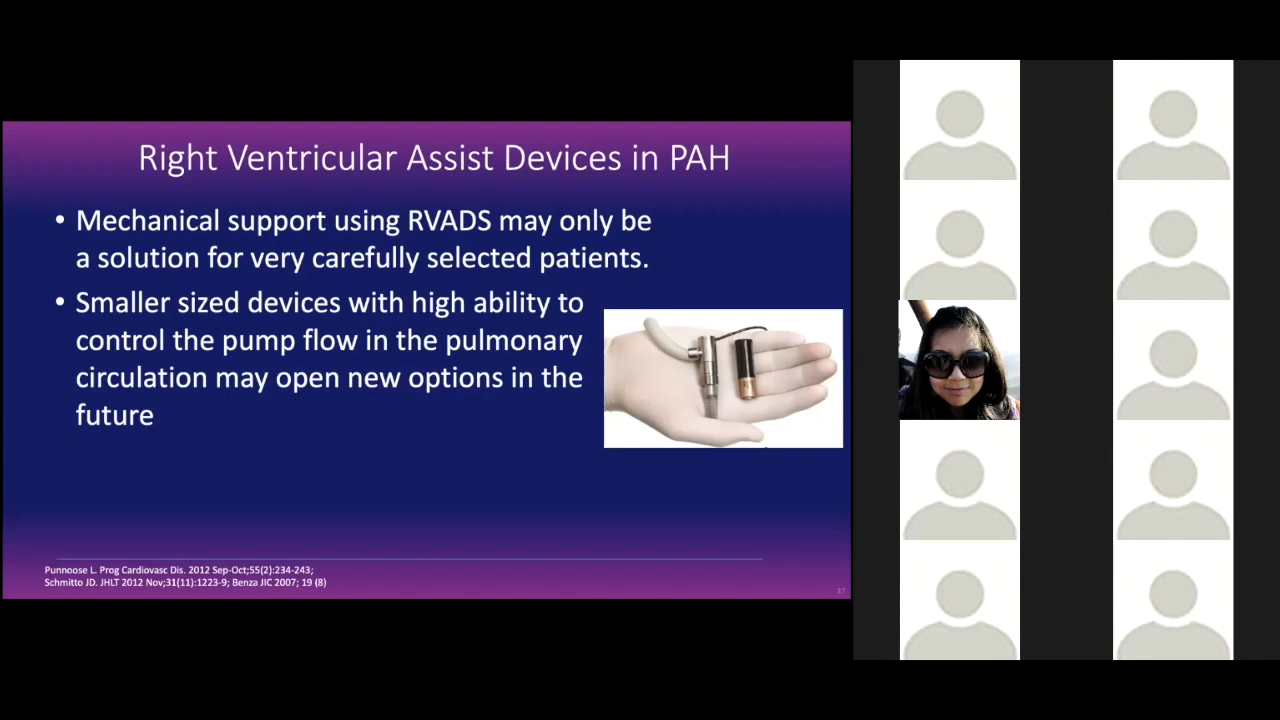 Right Ventricular Assist Devices in PAH
• Mechanical support using RVADS may only be
a solution for very carefully selected patients.
• Smaller sized devices with high ability to
control the pump flow in the pulmonary
circulation may open new options in the
future
Punnoose L. Prog Cardiovasc Dis. 2012 Sep-Oct;55(2):234-243;
Schmitto JD. JHLT 2012 Nov;31(11):1223-9; Benza JIC 2007; 19 (8)
27